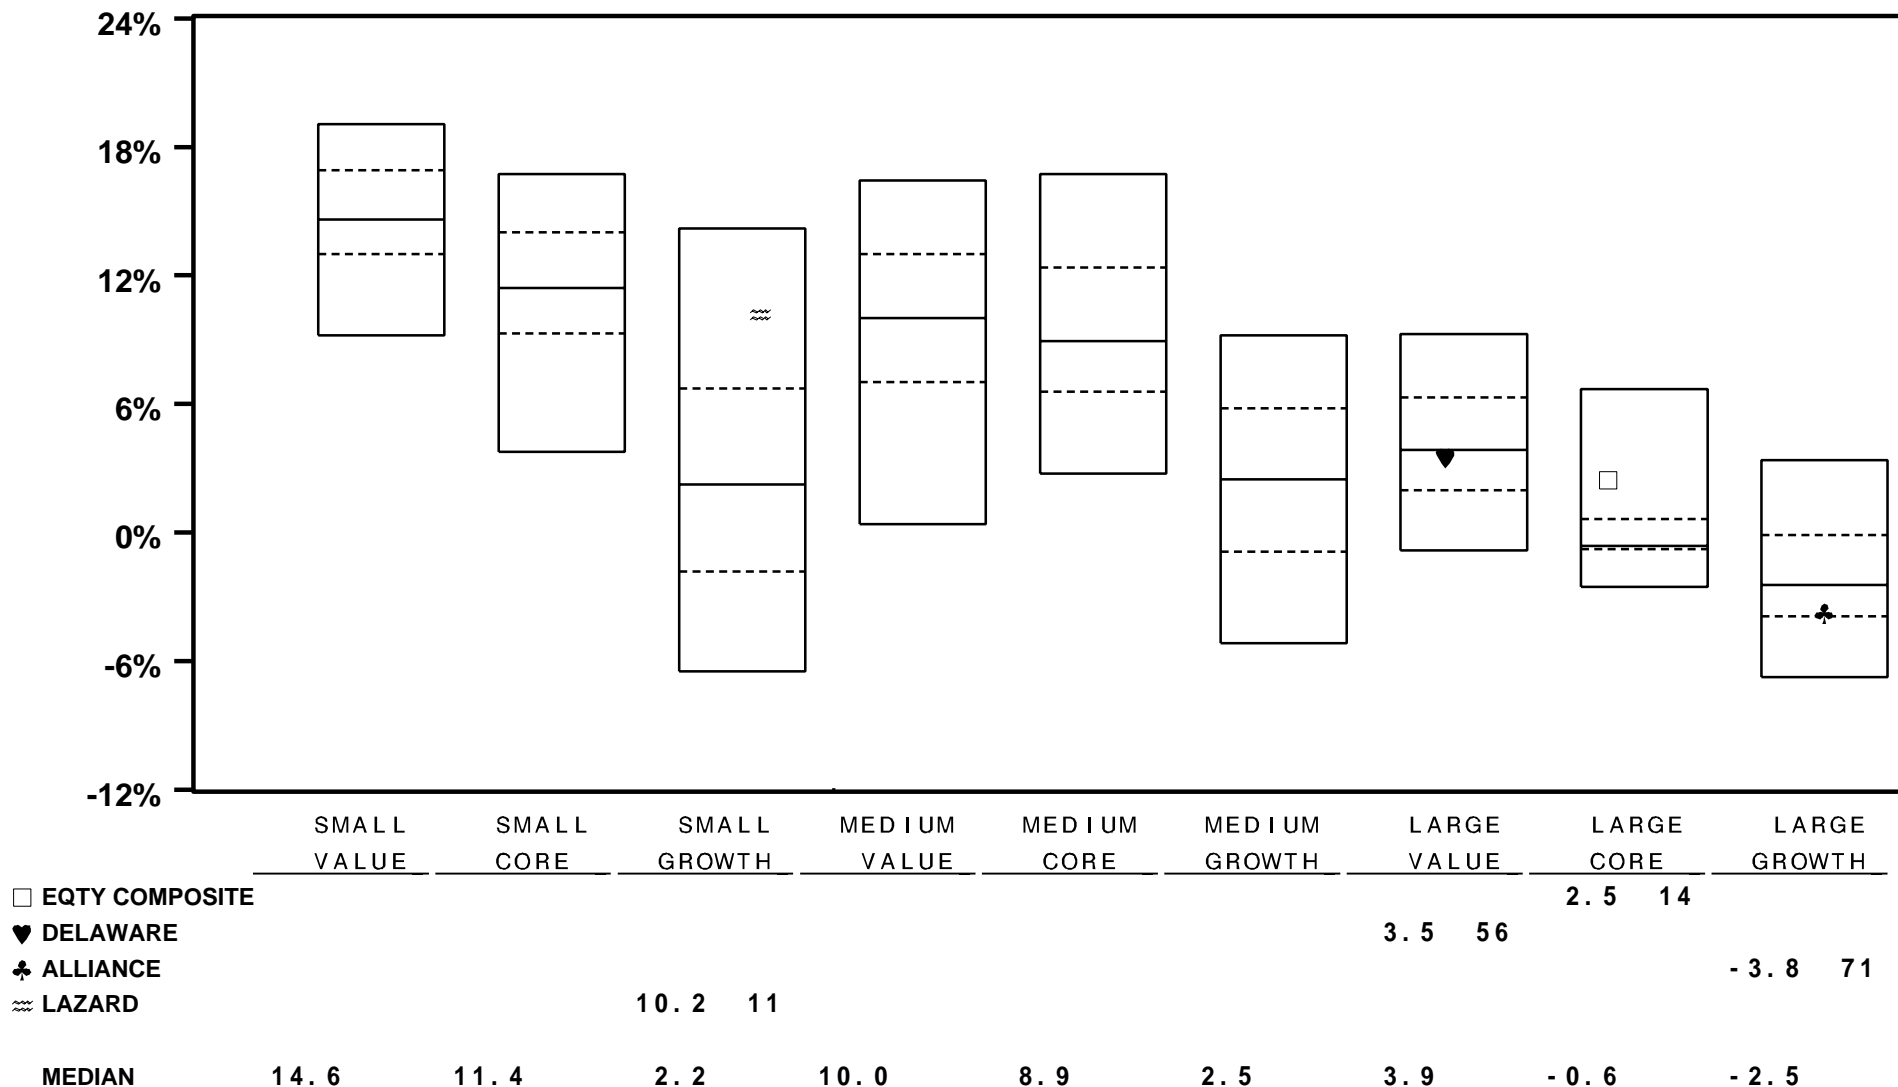 24%
18%
12%
6%
0%
-6%
-12%
SMALL SMALL SMALL MEDIUM MEDIUM MEDIUM LARGE LARGE LARGE
VALUE CORE GROWTH VALUE CORE GROWTH VALUE CORE GROWTH
□ EQTY COMPOSITE 2.5 14
♥ DELAWARE 3.5 56
♣ ALLIANCE -3.8 71
LAZARD 10.2 11
MEDIAN 14.6 11.4 2.2 10.0 8.9 2.5 3.9 -0.6 -2.5